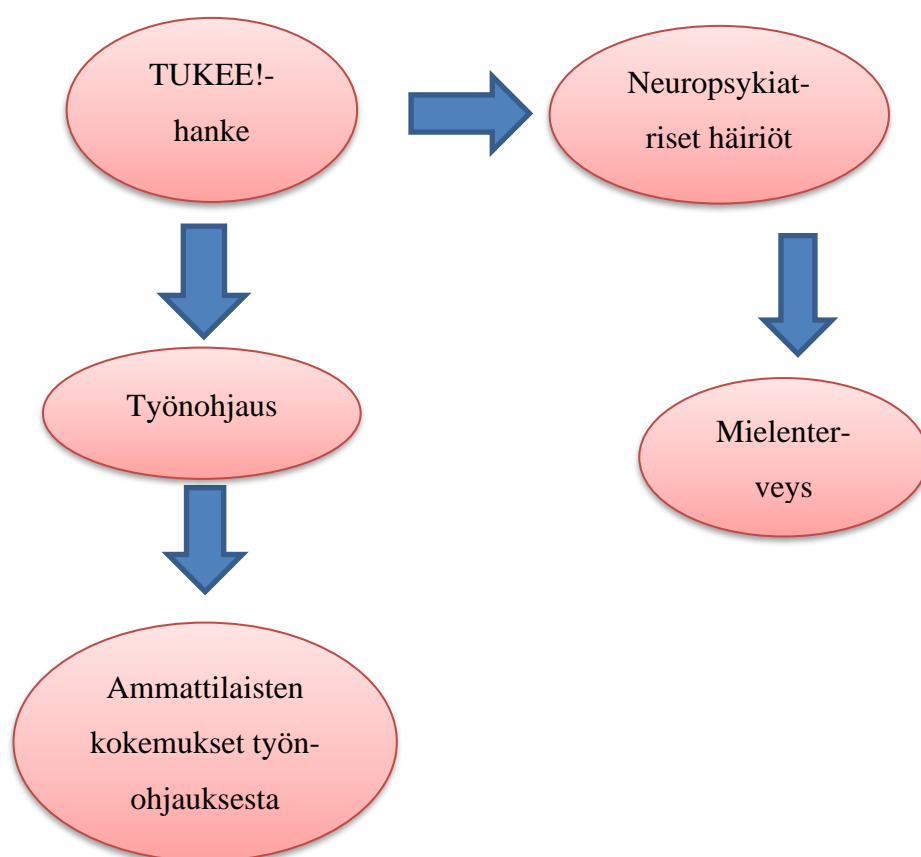 TUKEE!-
hanke
Neuropsykiat-
riset häiriöt
Työnohjaus
Mielenter-
veys
Ammattilaisten
kokemukset työn-
ohjauksesta